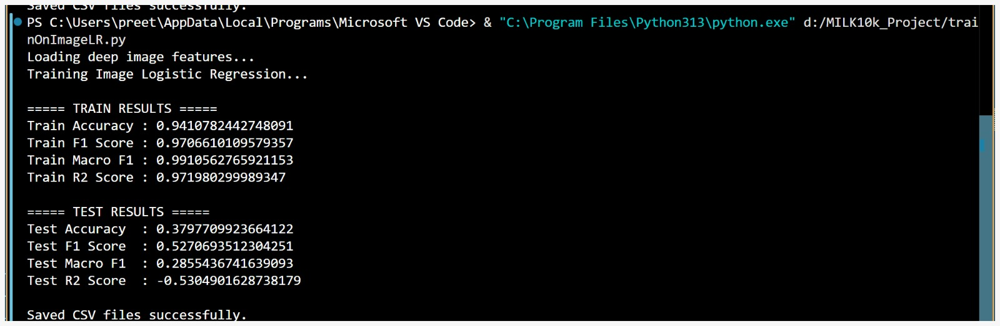 Saved CSV files successfully.
PS C:\Users\preet\AppData\Local\Programs\Microsoft VS Code> & "C:\Program Files\Python313\python.exe" d:/MILK10k_Project/trai
nOnImageLR.py
Loading deep image features...
Training Image Logistic Regression...
===== TRAIN RESULTS =====
Train Accuracy : 0.9410782442748091
Train F1 Score : 0.9706610109579357
Train Macro F1 : 0.9910562765921153
Train R2 Score : 0.971980299989347
===== TEST RESULTS =====
Test Accuracy  : 0.3797709923664122
Test F1 Score  : 0.5270693512304251
Test Macro F1  : 0.2855436741639093
Test R2 Score  : -0.5304901628738179
Saved CSV files successfully.